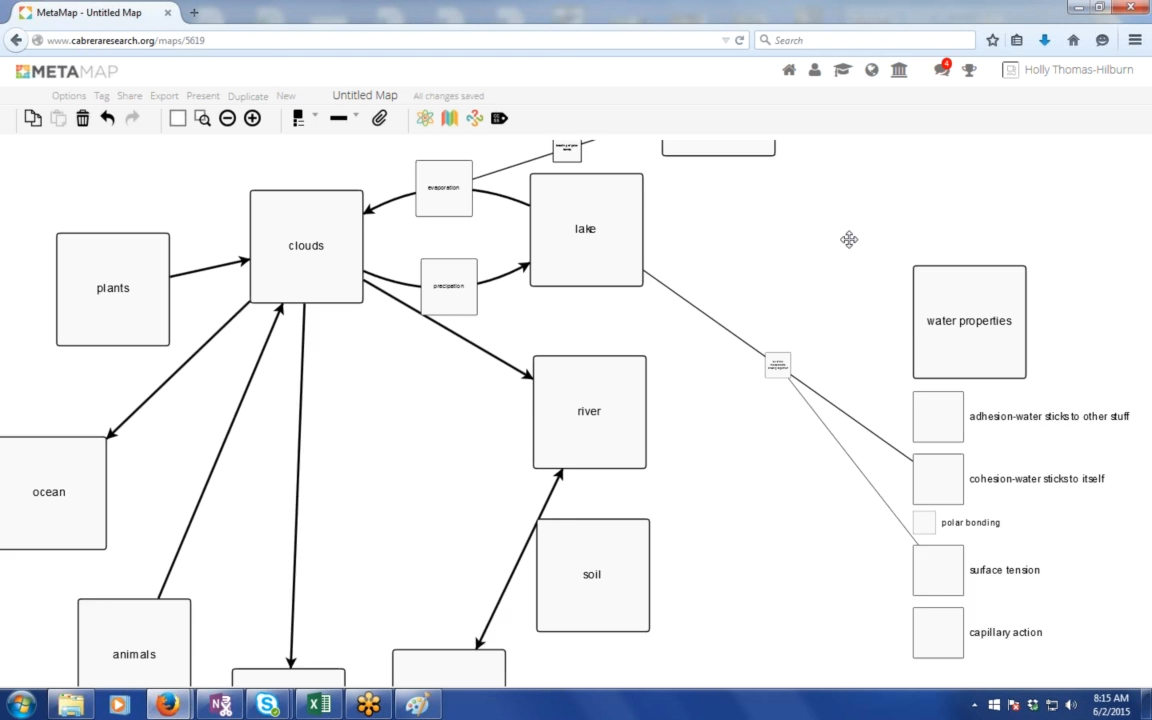 MetaMap - Untitled Map
www.cabreraresearch.org/maps/5619
Search
METAMAP
4
Holly Thomas-Hilburn
Options Tag Share Export Present Duplicate New
Untitled Map
All changes saved
evaporation
clouds
lake
plants
precipation
water properties
river
adhesion-water sticks to other stuff
cohesion-water sticks to itself
ocean
polar bonding
soil
surface tension
capillary action
animals
8:15 AM
6/2/2015